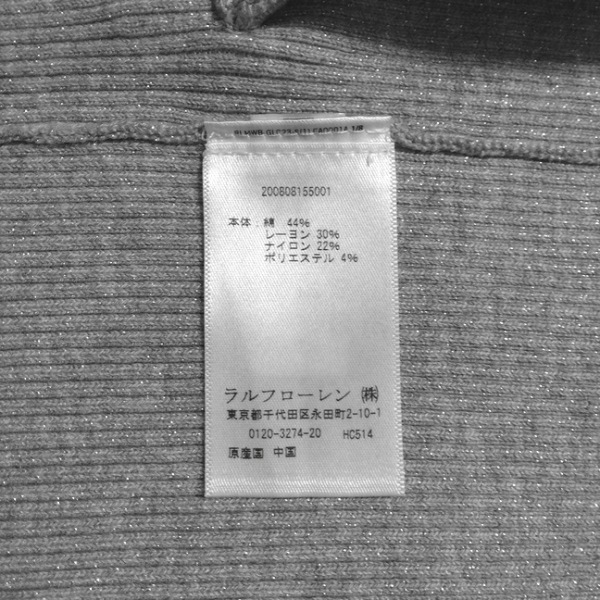 200808155001
本体 綿 44%
レーヨン 30%
ナイロン 22%
ポリエステル 4%
ラルフローレン ㈱
東京都千代田区永田町2-10-1
0120-3274-20 HC514
原産国 中国